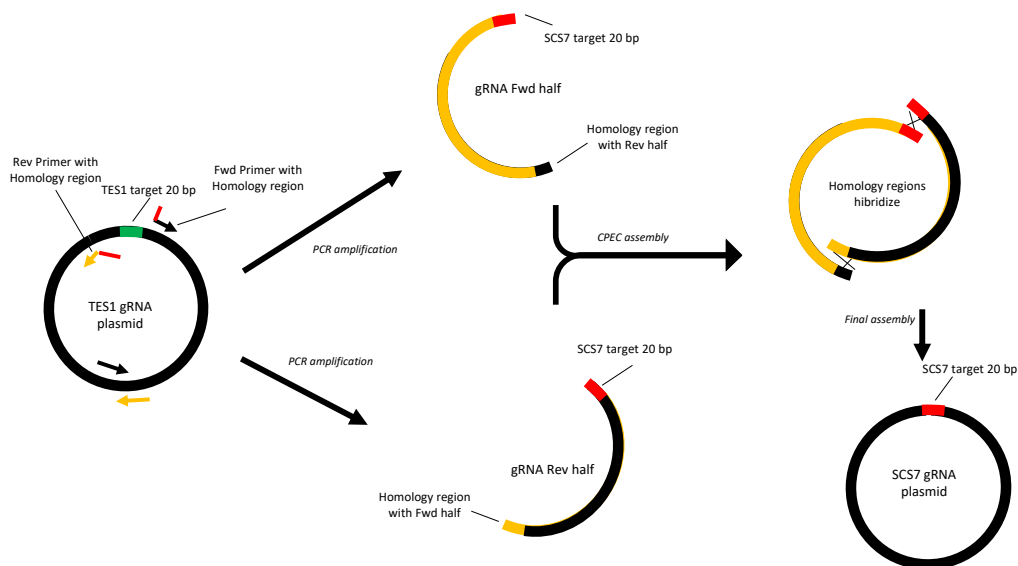 SCS7 target 20 bp
gRNA Fwd half
Homology region
with Rev half
Rev Primer with
Homology region
TES1 target 20 bp
Fwd Primer with
Homology region
PCR amplification
CPEC assembly
Homology regions
hybridize
TES1 gRNA
plasmid
PCR amplification
SCS7 target 20 bp
gRNA Rev half
Homology region
with Fwd half
Final assembly
SCS7 target 20 bp
SCS7 gRNA
plasmid